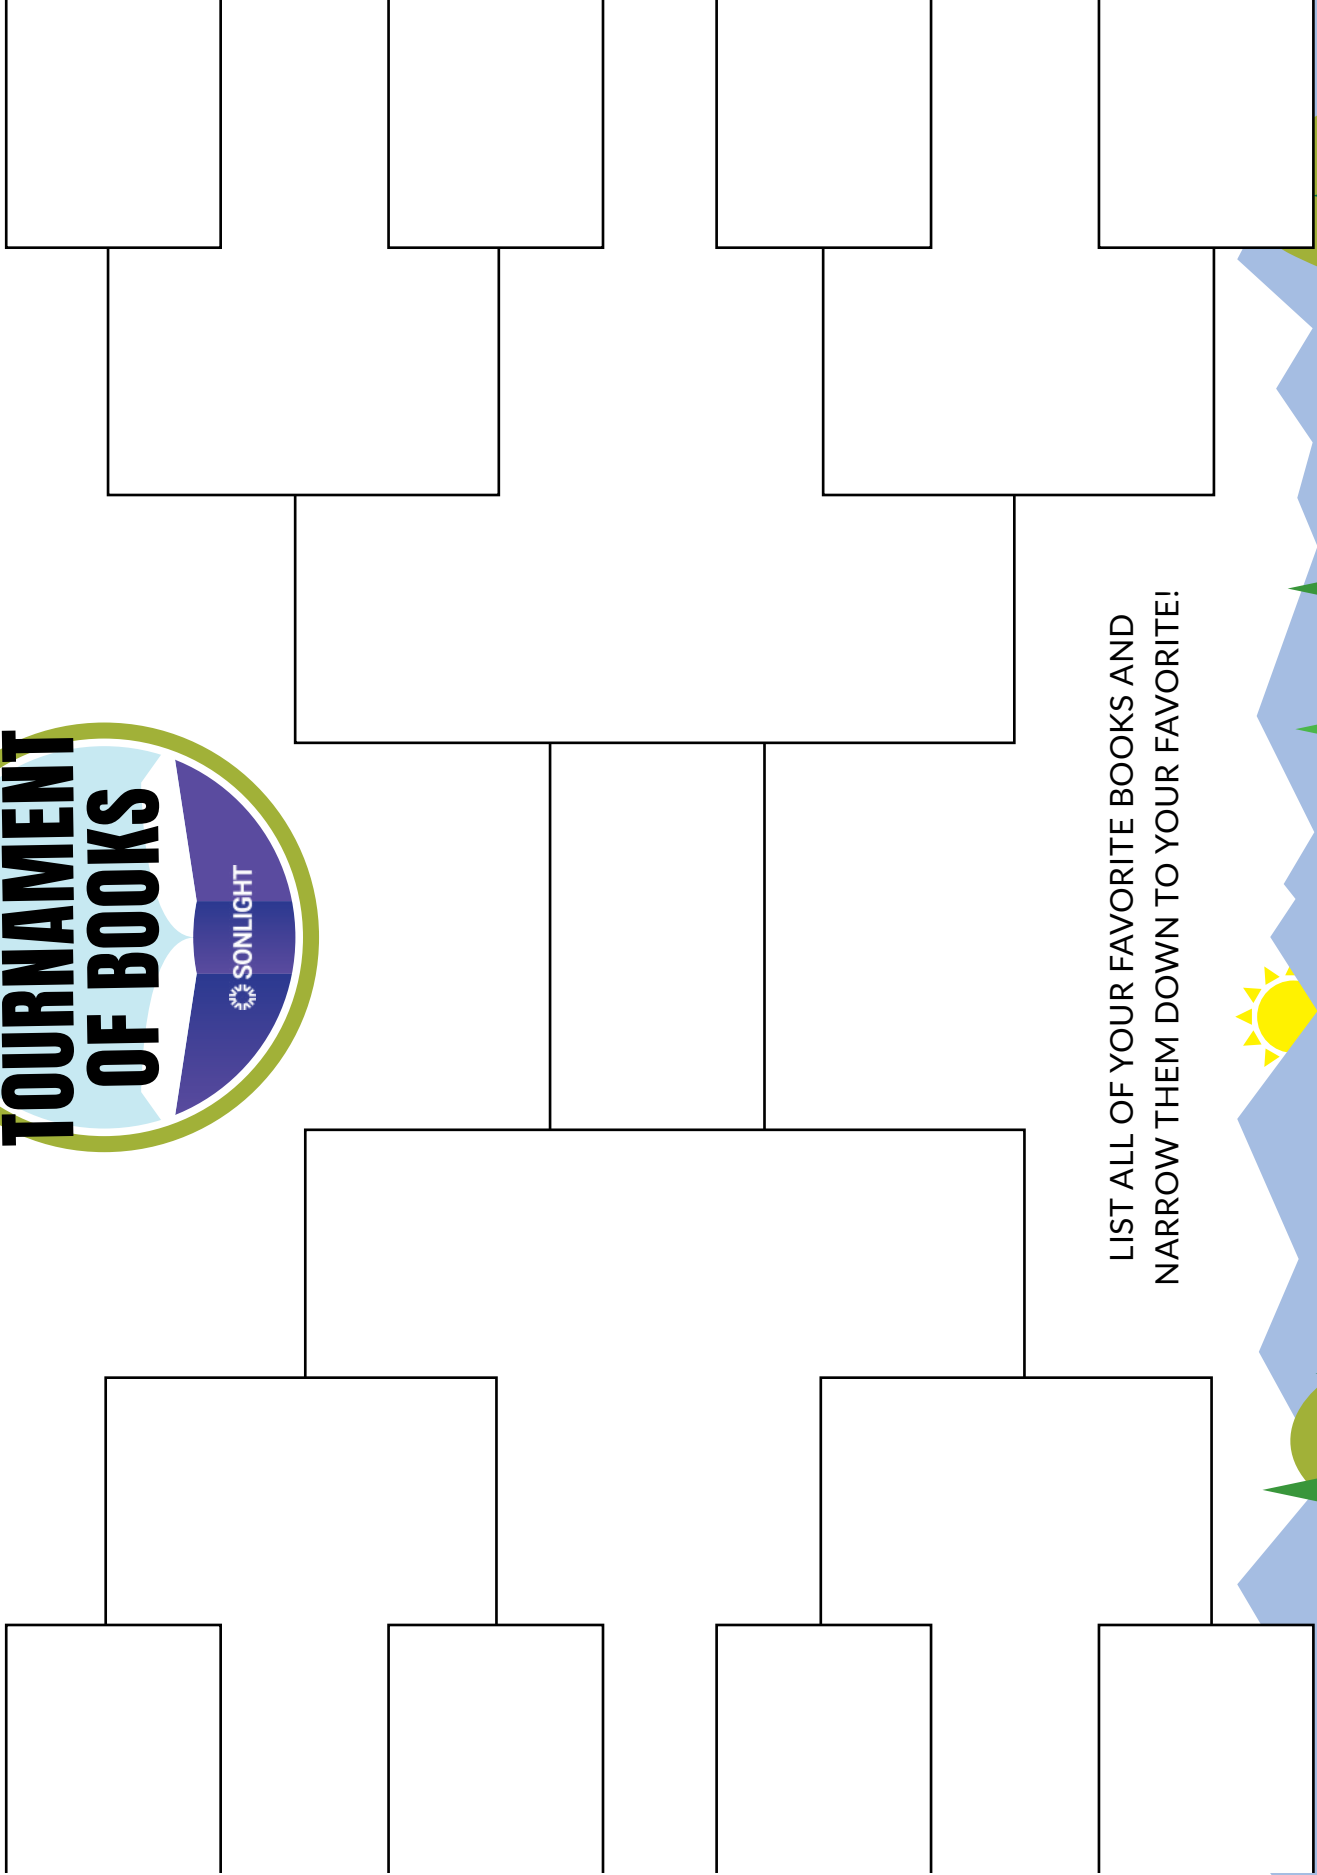 TOURNAMENT
OF BOOKS
SONLIGHT
LIST ALL OF YOUR FAVORITE BOOKS AND
NARROW THEM DOWN TO YOUR FAVORITE!